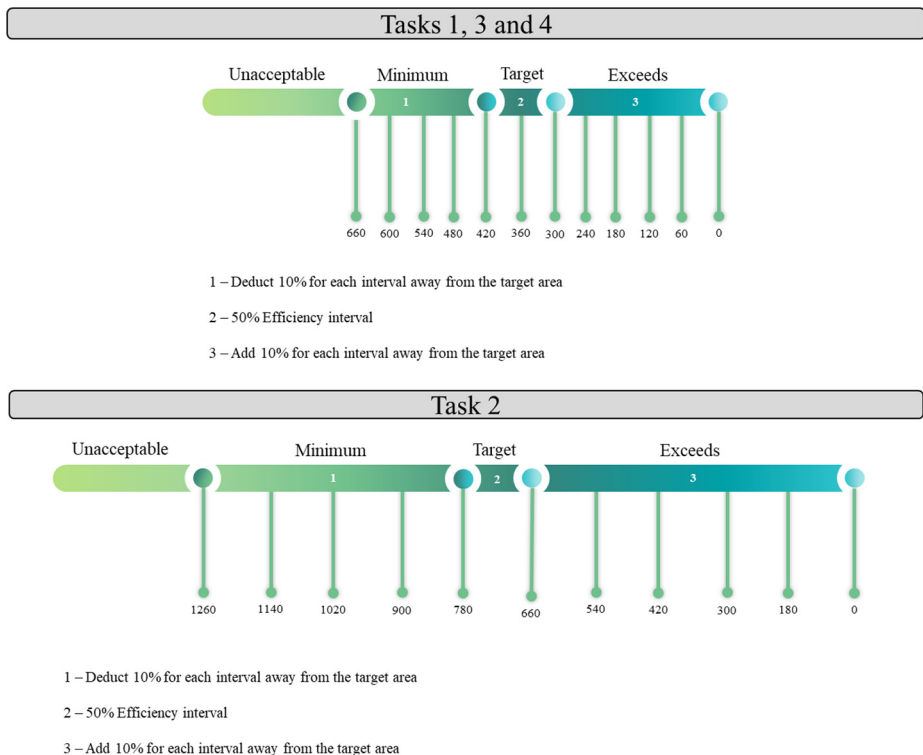 Tasks 1, 3 and 4
Unacceptable Minimum Target Exceeds
1 2 3
660 600 540 480 420 360 300 240 180 120 60 0
1 – Deduct 10% for each interval away from the target area
2 – 50% Efficiency interval
3 – Add 10% for each interval away from the target area
Task 2
Unacceptable Minimum Target Exceeds
1 2 3
1260 1140 1020 900 780 660 540 420 300 180 0
1 – Deduct 10% for each interval away from the target area
2 – 50% Efficiency interval
3 – Add 10% for each interval away from the target area